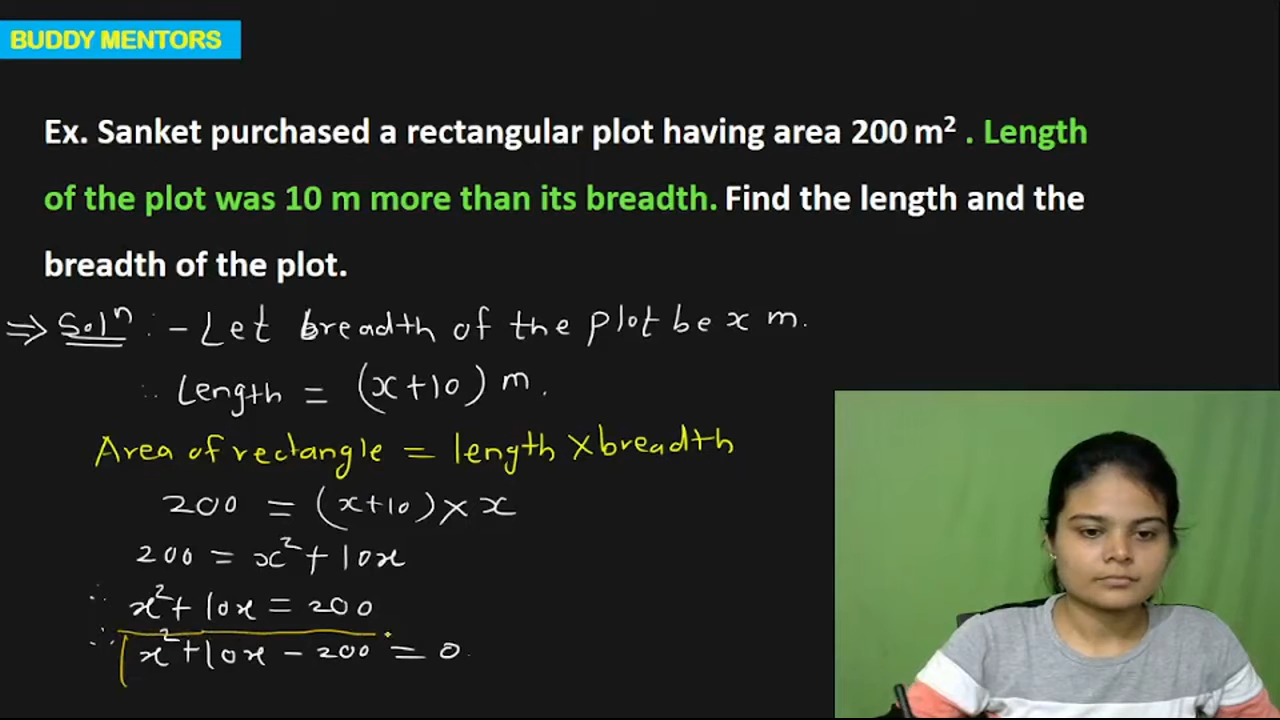 BUDDY MENTORS
Ex. Sanket purchased a rectangular plot having area 200 m² . Length
of the plot was 10 m more than its breadth. Find the length and the
breadth of the plot.
⇒ Solⁿ :- Let breadth of the plot be x m.
∴ Length = (x+10) m.
Area of rectangle = length × breadth
200 = (x+10) × x
200 = x² + 10x
∴ x² + 10x = 200
∴ x² + 10x - 200 = 0